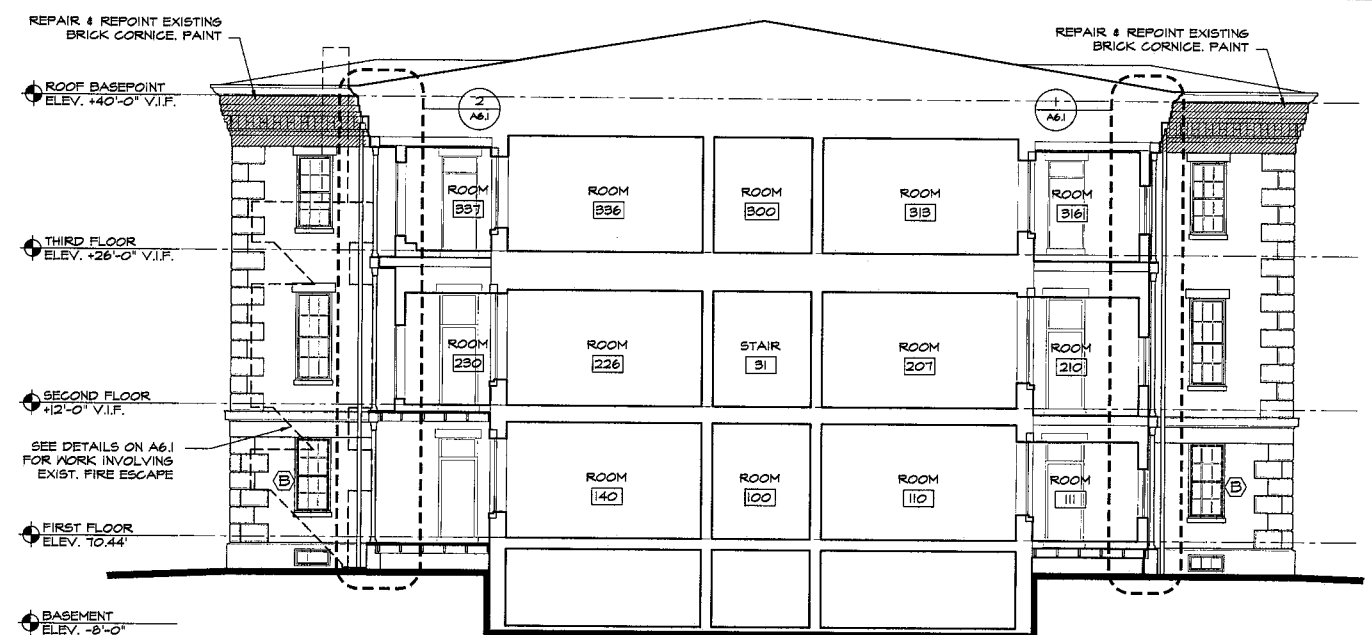 REPAIR & REPOINT EXISTING
BRICK CORNICE. PAINT
REPAIR & REPOINT EXISTING
BRICK CORNICE. PAINT
ROOF BASEPOINT
ELEV. +40'-0" V.I.F.
2
A6.1
1
A6.1
ROOM
337
ROOM
336
ROOM
300
ROOM
313
ROOM
316
THIRD FLOOR
ELEV. +26'-0" V.I.F.
ROOM
230
ROOM
226
STAIR
31
ROOM
207
ROOM
210
SECOND FLOOR
+12'-0" V.I.F.
SEE DETAILS ON A6.1
FOR WORK INVOLVING
EXIST. FIRE ESCAPE
B
ROOM
140
ROOM
100
ROOM
110
ROOM
111
B
FIRST FLOOR
ELEV. 70.44'
BASEMENT
ELEV. -8'-0"